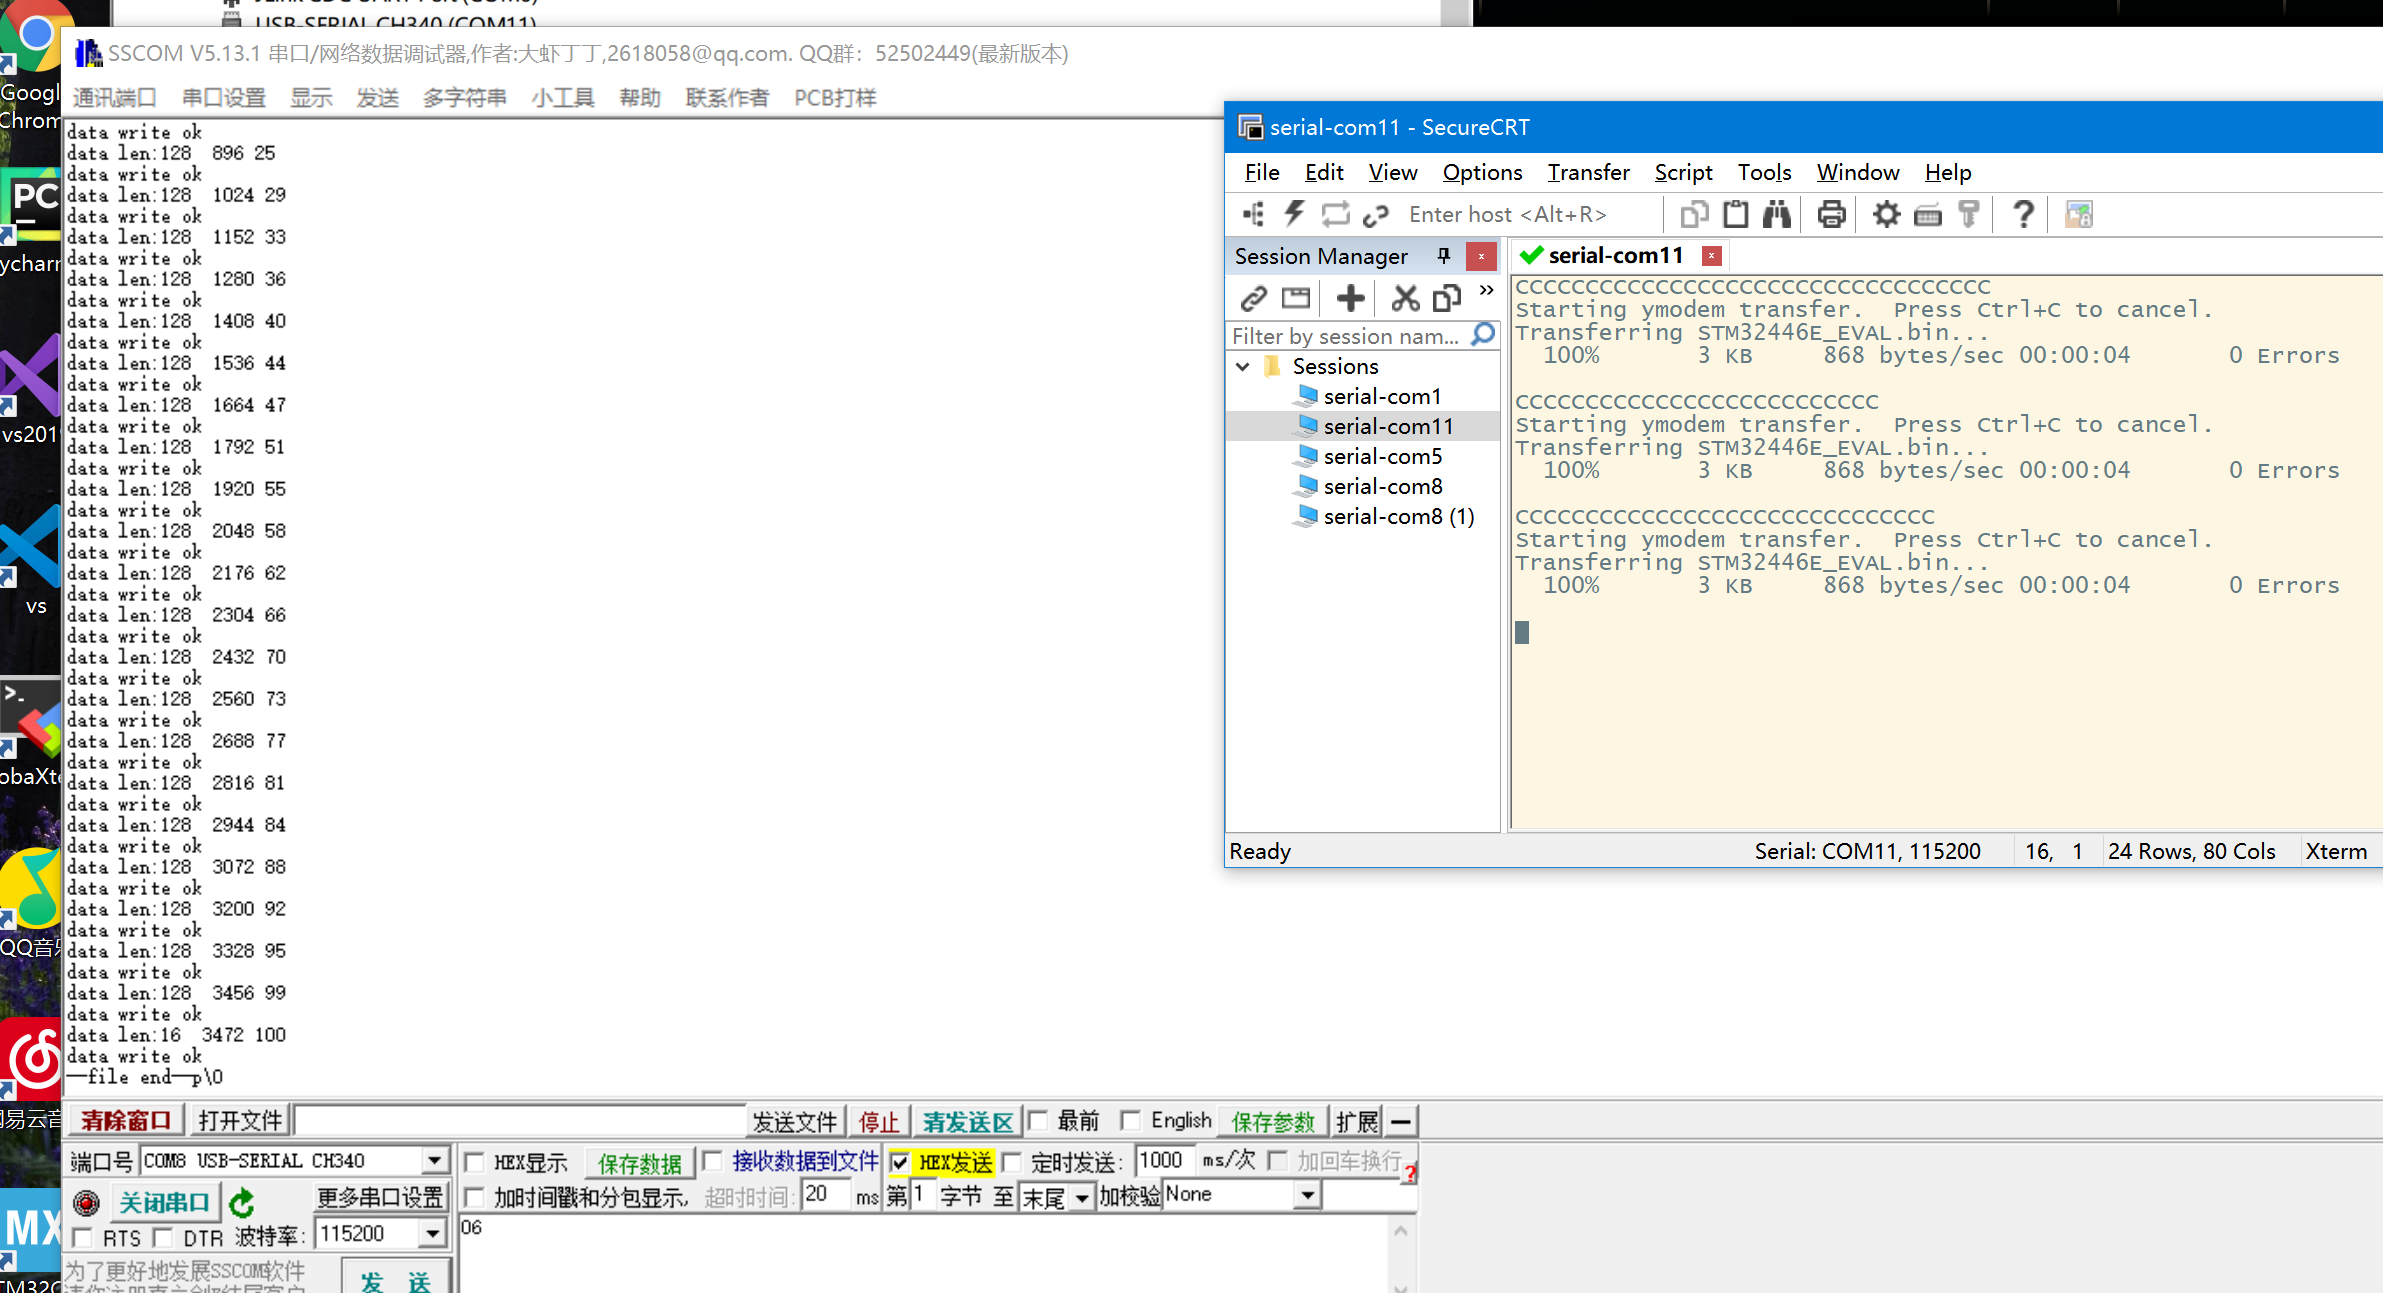 USB-SERIAL CH340 (COM11)
SSCOM V5.13.1 串口/网络数据调试器,作者:大虾丁丁,2618058@qq.com. QQ群: 52502449(最新版本)
通讯端口 串口设置 显示 发送 多字符串 小工具 帮助 联系作者 PCB打样
data write ok
data len:128 896 25
data write ok
data len:128 1024 29
data write ok
data len:128 1152 33
data write ok
data len:128 1280 36
data write ok
data len:128 1408 40
data write ok
data len:128 1536 44
data write ok
data len:128 1664 47
data write ok
data len:128 1792 51
data write ok
data len:128 1920 55
data write ok
data len:128 2048 58
data write ok
data len:128 2176 62
data write ok
data len:128 2304 66
data write ok
data len:128 2432 70
data write ok
data len:128 2560 73
data write ok
data len:128 2688 77
data write ok
data len:128 2816 81
data write ok
data len:128 2944 84
data write ok
data len:128 3072 88
data write ok
data len:128 3200 92
data write ok
data len:128 3328 95
data write ok
data len:128 3456 99
data write ok
data len:16 3472 100
data write ok
—file end—p\0
清除窗口 打开文件 发送文件 停止 清发送区 最前 English 保存参数 扩展 —
端口号 COM8 USB-SERIAL CH340 HEX显示 保存数据 接收数据到文件 HEX发送 定时发送: 1000 ms/次 加回车换行
关闭串口 更多串口设置 加时间戳和分包显示, 超时时间: 20 ms 第 1 字节 至 末尾 加校验 None
RTS DTR 波特率: 115200
06
为了更好地发展SSCOM软件
发 送
serial-com11 - SecureCRT
File Edit View Options Transfer Script Tools Window Help
Enter host <Alt+R>
Session Manager
Filter by session nam...
Sessions
serial-com1
serial-com11
serial-com5
serial-com8
serial-com8 (1)
serial-com11
CCCCCCCCCCCCCCCCCCCCCCCCCCCCCCCCCC
Starting ymodem transfer. Press Ctrl+C to cancel.
Transferring STM32446E_EVAL.bin...
100% 3 KB 868 bytes/sec 00:00:04 0 Errors
CCCCCCCCCCCCCCCCCCCCCCCCCC
Starting ymodem transfer. Press Ctrl+C to cancel.
Transferring STM32446E_EVAL.bin...
100% 3 KB 868 bytes/sec 00:00:04 0 Errors
CCCCCCCCCCCCCCCCCCCCCCCCCCCCCC
Starting ymodem transfer. Press Ctrl+C to cancel.
Transferring STM32446E_EVAL.bin...
100% 3 KB 868 bytes/sec 00:00:04 0 Errors
Ready Serial: COM11, 115200 16, 1 24 Rows, 80 Cols Xterm
Googl
Chrom
PC
ycharr
vs201
vs
obaXte
QQ音
网易云音
MX